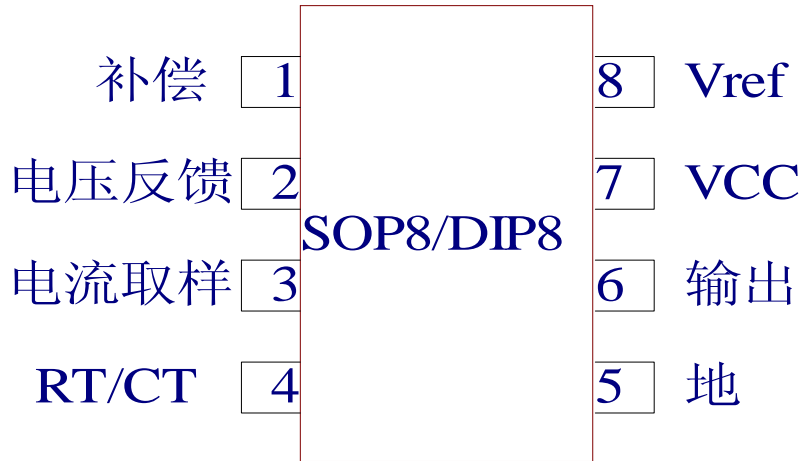 补偿 1 8 Vref
电压反馈 2 7 VCC
SOP8/DIP8
电流取样 3 6 输出
RT/CT 4 5 地